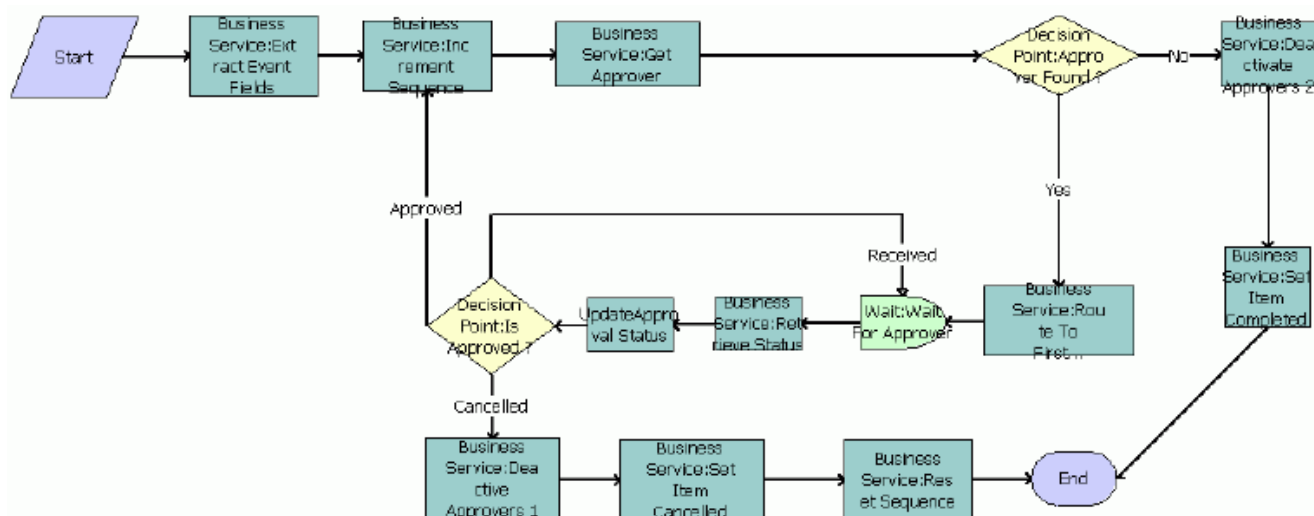 Start
Business
Service:Ext
ract Event
Fields
Business
Service:Inc
rement
Sequence
Business
Service:Get
Approver
Decision
Point:Appro
ver Found ?
No
Business
Service:Dea
ctivate
Approvers 2
Yes
Approved
Received
Business
Service:Set
Item
Completed
Decision
Point:Is
Approved ?
UpdateAppro
val Status
Business
Service:Ret
rieve Status
Wait:Wait
For Approver
Business
Service:Rou
te To
First...
Cancelled
Business
Service:Dea
ctive
Approvers 1
Business
Service:Set
Item
Cancelled
Business
Service:Res
et Sequence
End